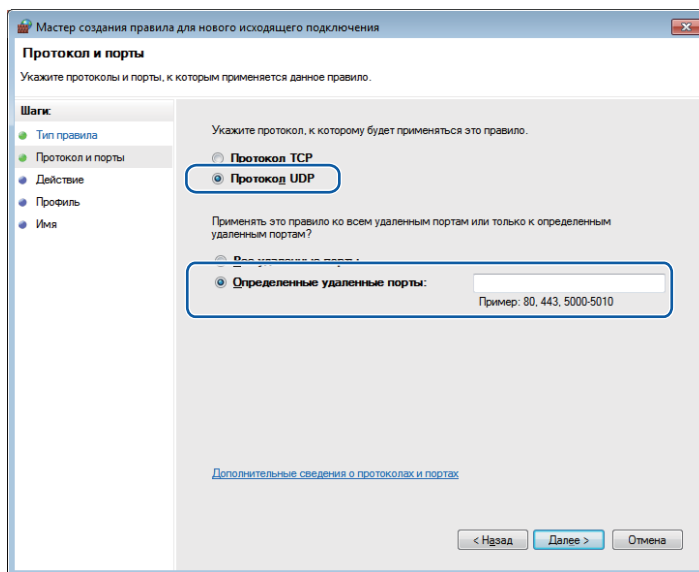 Мастер создания правила для нового исходящего подключения
Протокол и порты
Укажите протоколы и порты, к которым применяется данное правило.
Шаги:
Тип правила
Протокол и порты
Действие
Профиль
Имя
Укажите протокол, к которому будет применяться это правило.
Протокол TCP
Протокол UDP
Применять это правило ко всем удаленным портам или только к определенным
удаленным портам?
Все удаленные порты
Определенные удаленные порты:
Пример: 80, 443, 5000-5010
Дополнительные сведения о протоколах и портах
< Назад
Далее >
Отмена